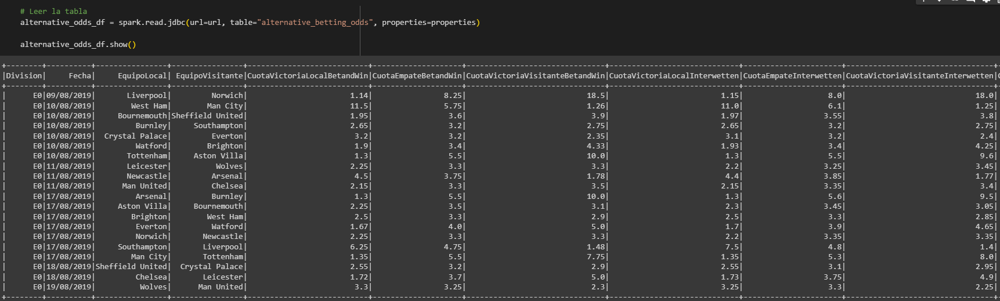 # Leer la tabla
alternative_odds_df = spark.read.jdbc(url=url, table="alternative_betting_odds", properties=properties)
alternative_odds_df.show()
+--------+----------+----------------+----------------+-----------------------------+----------------------+--------------------------------+------------------------------+-----------------------+---------------------------------+
|Division|     Fecha|     EquipoLocal| EquipoVisitante|CuotaVictoriaLocalBetandWin|CuotaEmpateBetandWin|CuotaVictoriaVisitanteBetandWin|CuotaVictoriaLocalInterwetten|CuotaEmpateInterwetten|CuotaVictoriaVisitanteInterwetten|
+--------+----------+----------------+----------------+-----------------------------+----------------------+--------------------------------+------------------------------+-----------------------+---------------------------------+
| E0|09/08/2019| Liverpool| Norwich| 1.14| 8.25| 18.5| 1.15| 8.0| 18.0|
| E0|10/08/2019| West Ham| Man City| 11.5| 5.75| 1.26| 11.0| 6.1| 1.25|
| E0|10/08/2019| Bournemouth|Sheffield United| 1.95| 3.6| 3.9| 1.97| 3.55| 3.8|
| E0|10/08/2019| Burnley| Southampton| 2.65| 3.2| 2.75| 2.65| 3.2| 2.75|
| E0|10/08/2019| Crystal Palace| Everton| 3.2| 3.2| 2.35| 3.1| 3.2| 2.4|
| E0|10/08/2019| Watford| Brighton| 1.9| 3.4| 4.33| 1.93| 3.4| 4.25|
| E0|10/08/2019| Tottenham| Aston Villa| 1.3| 5.5| 10.0| 1.3| 5.5| 9.6|
| E0|11/08/2019| Leicester| Wolves| 2.25| 3.3| 3.3| 2.2| 3.25| 3.45|
| E0|11/08/2019| Newcastle| Arsenal| 4.5| 3.75| 1.78| 4.4| 3.85| 1.77|
| E0|11/08/2019| Man United| Chelsea| 2.15| 3.3| 3.5| 2.15| 3.35| 3.4|
| E0|17/08/2019| Arsenal| Burnley| 1.3| 5.5| 10.0| 1.3| 5.6| 9.5|
| E0|17/08/2019| Aston Villa| Bournemouth| 2.25| 3.5| 3.1| 2.3| 3.45| 3.05|
| E0|17/08/2019| Brighton| West Ham| 2.5| 3.3| 2.9| 2.5| 3.3| 2.85|
| E0|17/08/2019| Everton| Watford| 1.67| 4.0| 5.0| 1.7| 3.9| 4.65|
| E0|17/08/2019| Norwich| Newcastle| 2.25| 3.3| 3.3| 2.2| 3.35| 3.35|
| E0|17/08/2019| Southampton| Liverpool| 6.25| 4.75| 1.48| 7.5| 4.8| 1.4|
| E0|17/08/2019| Man City| Tottenham| 1.35| 5.5| 7.75| 1.35| 5.3| 8.0|
| E0|18/08/2019|Sheffield United| Crystal Palace| 2.55| 3.2| 2.9| 2.55| 3.1| 2.95|
| E0|18/08/2019| Chelsea| Leicester| 1.72| 3.7| 5.0| 1.73| 3.75| 4.9|
| E0|19/08/2019| Wolves| Man United| 3.3| 3.25| 2.3| 3.25| 3.3| 2.25|